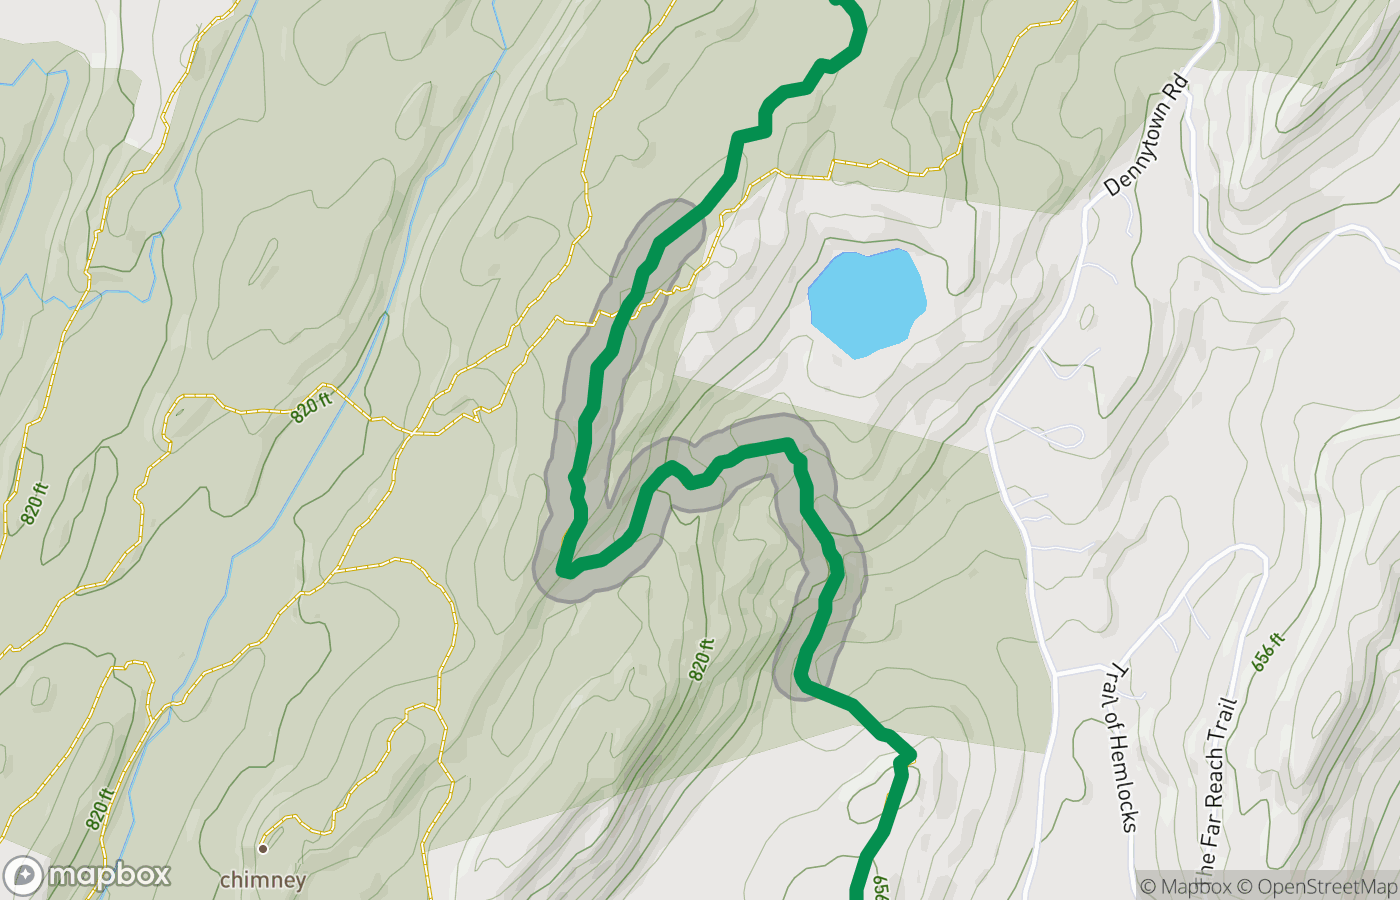 Dennytown Rd
820 ft
820 ft
820 ft
656 ft
Trail of Hemlocks
The Far Reach Trail
820 ft
chimney
656
mapbox
© Mapbox © OpenStreetMap